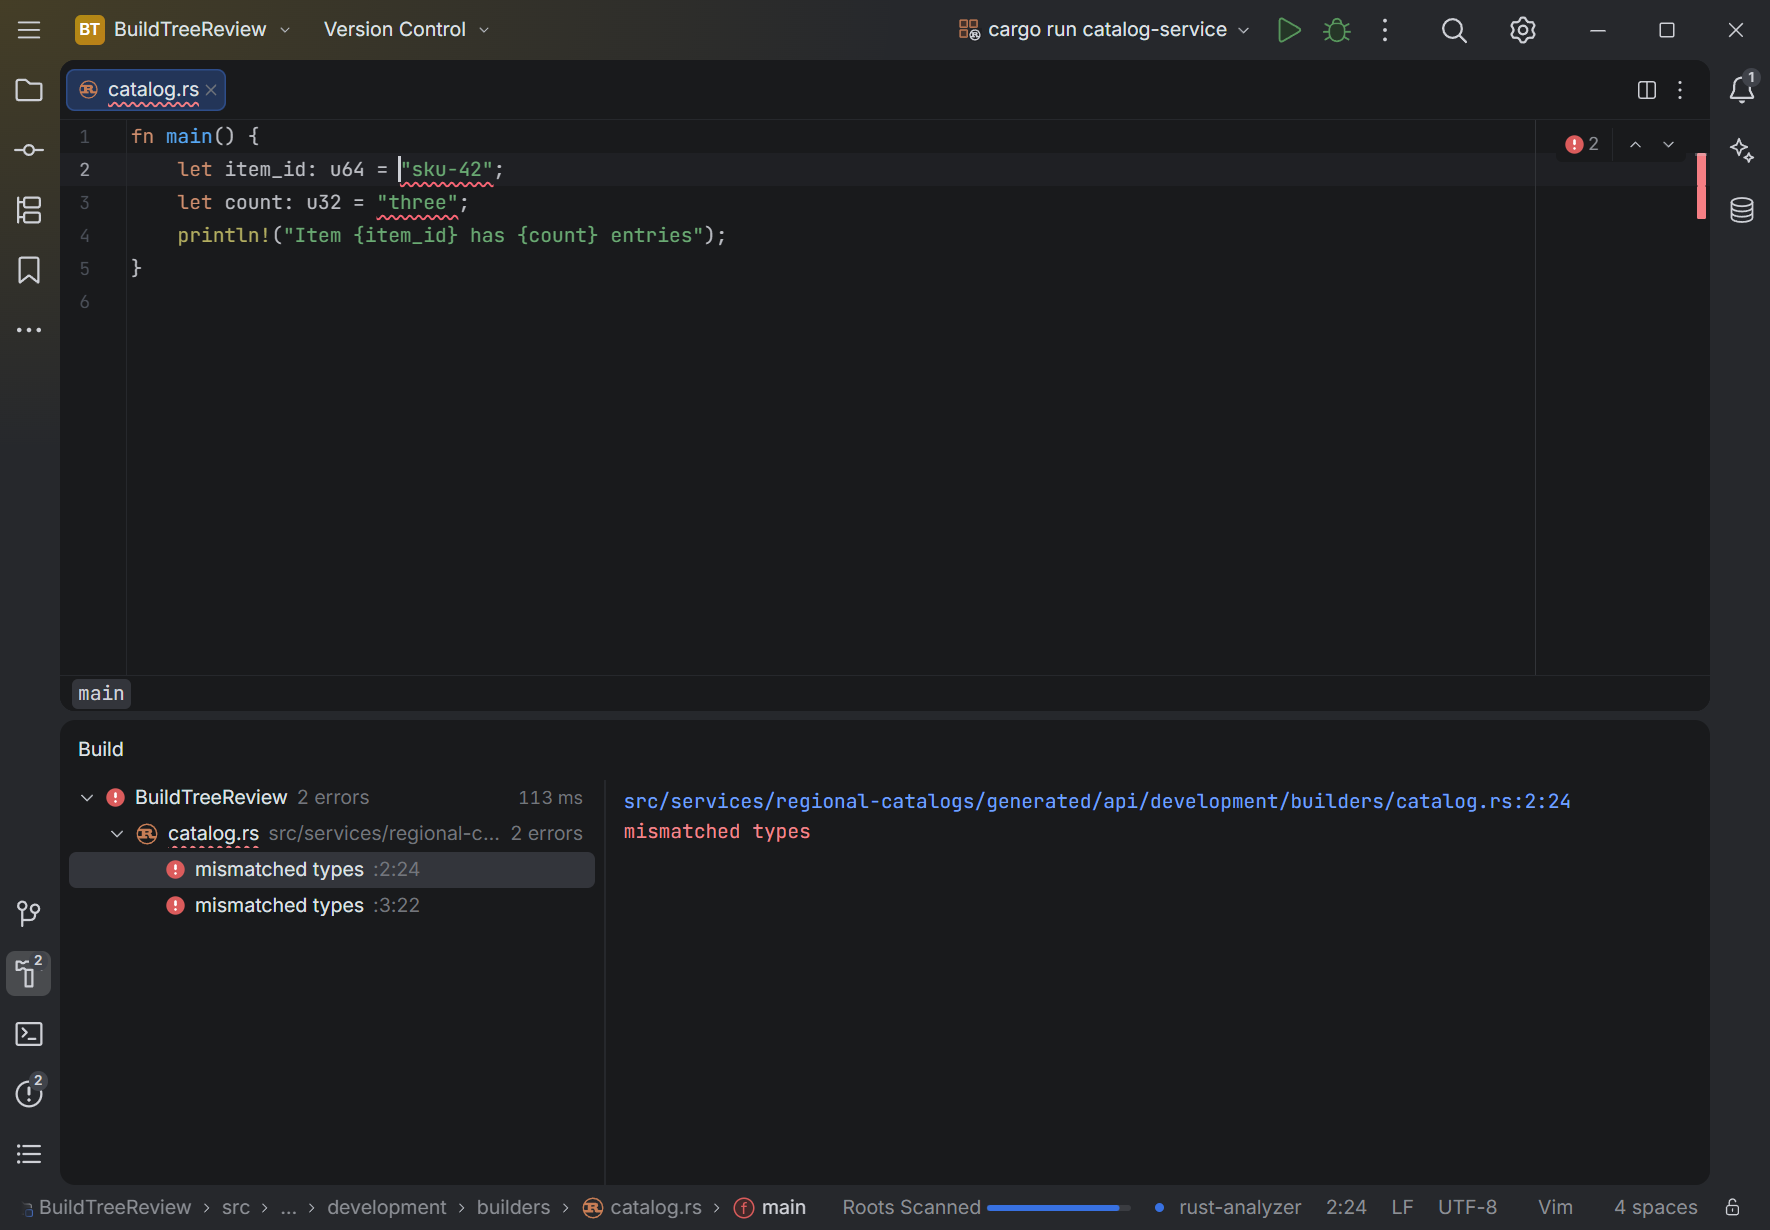 BT BuildTreeReview Version Control cargo run catalog-service
catalog.rs
1
1 fn main() {
2 let item_id: u64 = "sku-42";
3 let count: u32 = "three";
4 println!("Item {item_id} has {count} entries");
5 }
6
2
main
Build
BuildTreeReview 2 errors 113 ms
catalog.rs src/services/regional-c... 2 errors
mismatched types :2:24
mismatched types :3:22
src/services/regional-catalogs/generated/api/development/builders/catalog.rs:2:24
mismatched types
2
2
BuildTreeReview › src › ... › development › builders › catalog.rs › f main Roots Scanned rust-analyzer 2:24 LF UTF-8 Vim 4 spaces